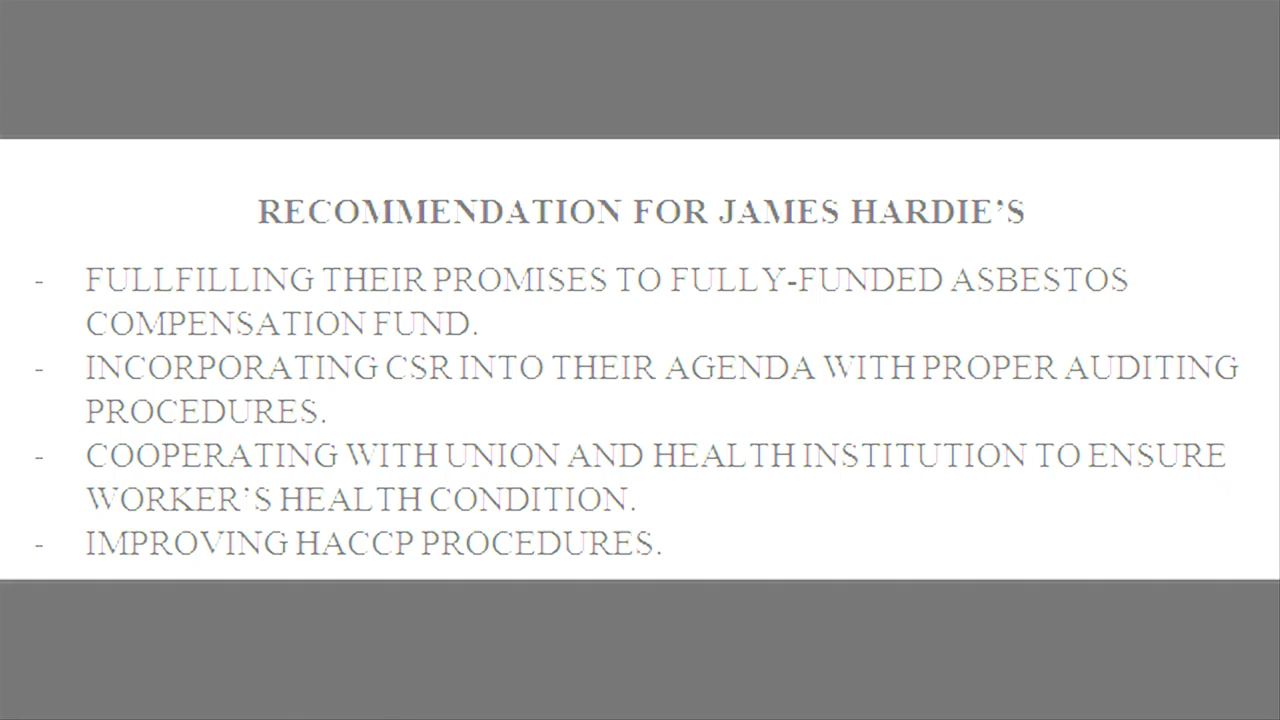 RECOMMENDATION FOR JAMES HARDIE’S
- FULLFILLING THEIR PROMISES TO FULLY-FUNDED ASBESTOS
COMPENSATION FUND.
- INCORPORATING CSR INTO THEIR AGENDA WITH PROPER AUDITING
PROCEDURES.
- COOPERATING WITH UNION AND HEALTH INSTITUTION TO ENSURE
WORKER’S HEALTH CONDITION.
- IMPROVING HACCP PROCEDURES.